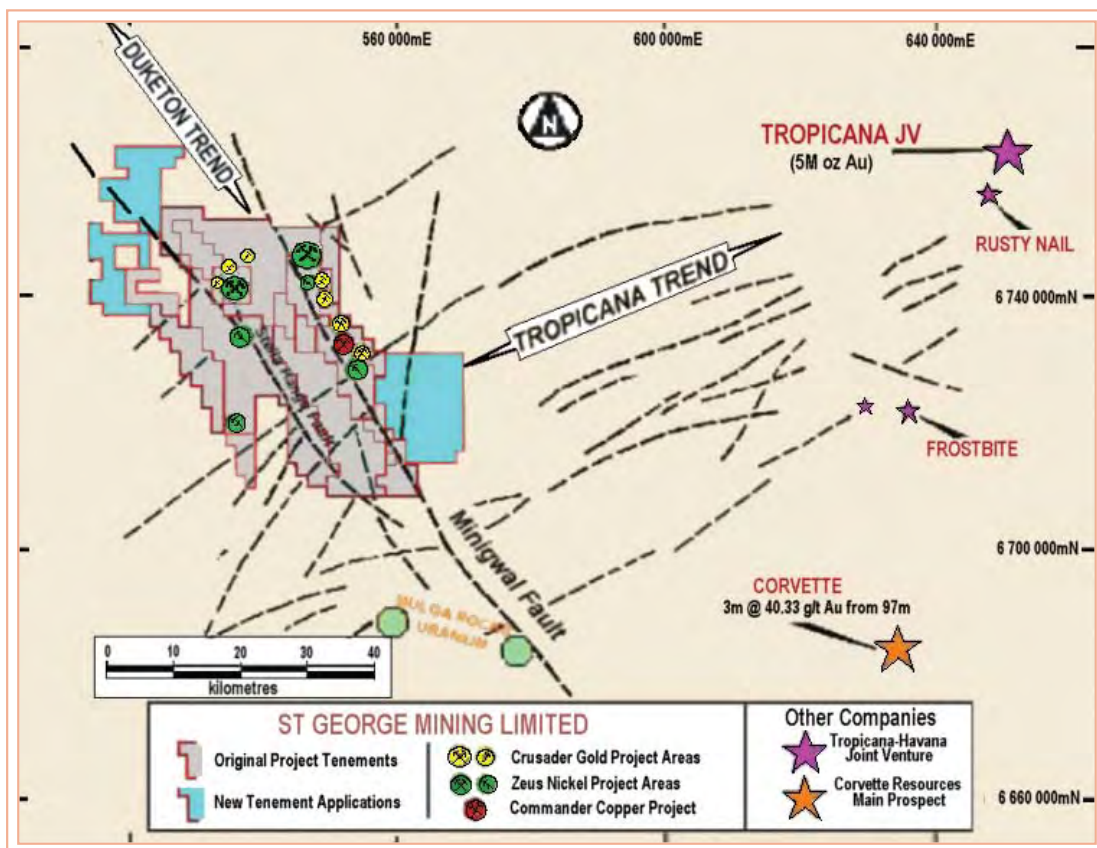 560 000mE
600 000mE
640 000mE
DUKETON TREND
N
TROPICANA JV
(5M oz Au)
RUSTY NAIL
6 740 000mN
TROPICANA TREND
FROSTBITE
Minigwal Fault
6 700 000mN
CORVETTE
3m @ 40.33 g/t Au from 97m
MULGA ROCK
URANIUM
0 10 20 30 40
kilometres
ST GEORGE MINING LIMITED
Original Project Tenements
New Tenement Applications
Crusader Gold Project Areas
Zeus Nickel Project Areas
Commander Copper Project
Other Companies
Tropicana-Havana
Joint Venture
Corvette Resources
Main Prospect
6 660 000mN